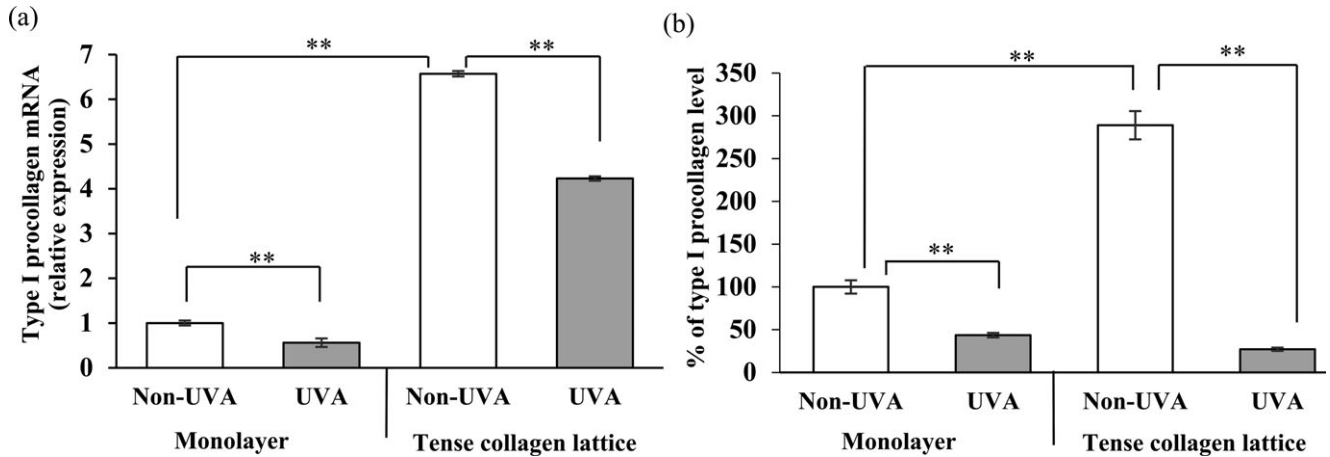 (a)
Type I procollagen mRNA
(relative expression)
7
6
5
4
3
2
1
0
**
**
**
Non-UVA UVA Non-UVA UVA
Monolayer Tense collagen lattice
(b)
% of type I procollagen level
350
300
250
200
150
100
50
0
**
**
**
Non-UVA UVA Non-UVA UVA
Monolayer Tense collagen lattice